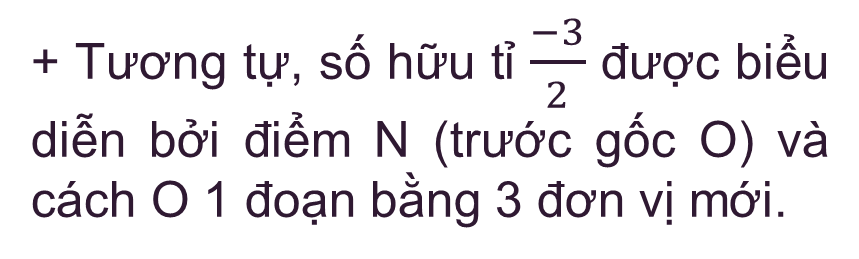 + Tương tự, số hữu tỉ −3/2 được biểu
diễn bởi điểm N (trước gốc O) và
cách O 1 đoạn bằng 3 đơn vị mới.